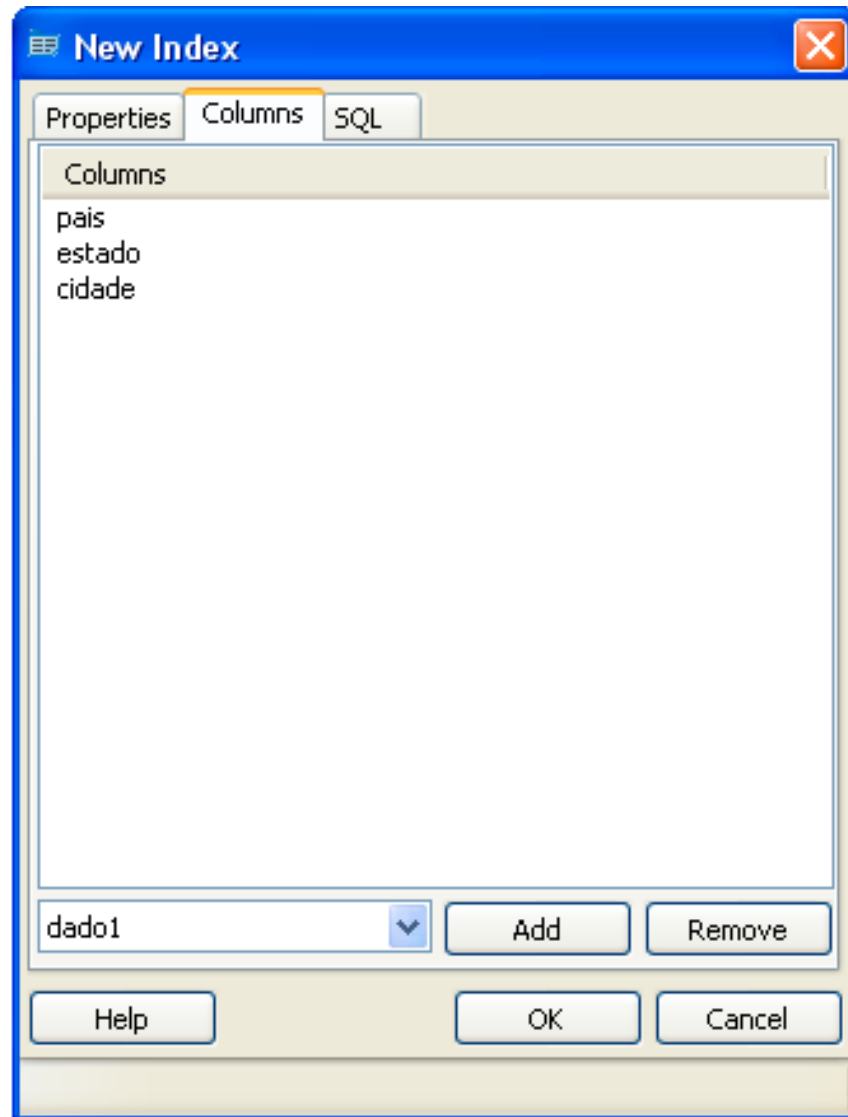 New Index
Properties Columns SQL
Columns
pais
estado
cidade
dado1 Add Remove
Help OK Cancel